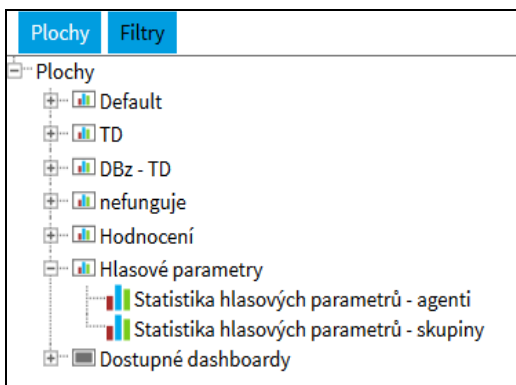 Plochy Filtry
Plochy
Default
TD
DBz - TD
nefunguje
Hodnocení
Hlasové parametry
Statistika hlasových parametrů - agenti
Statistika hlasových parametrů - skupiny
Dostupné dashboardy